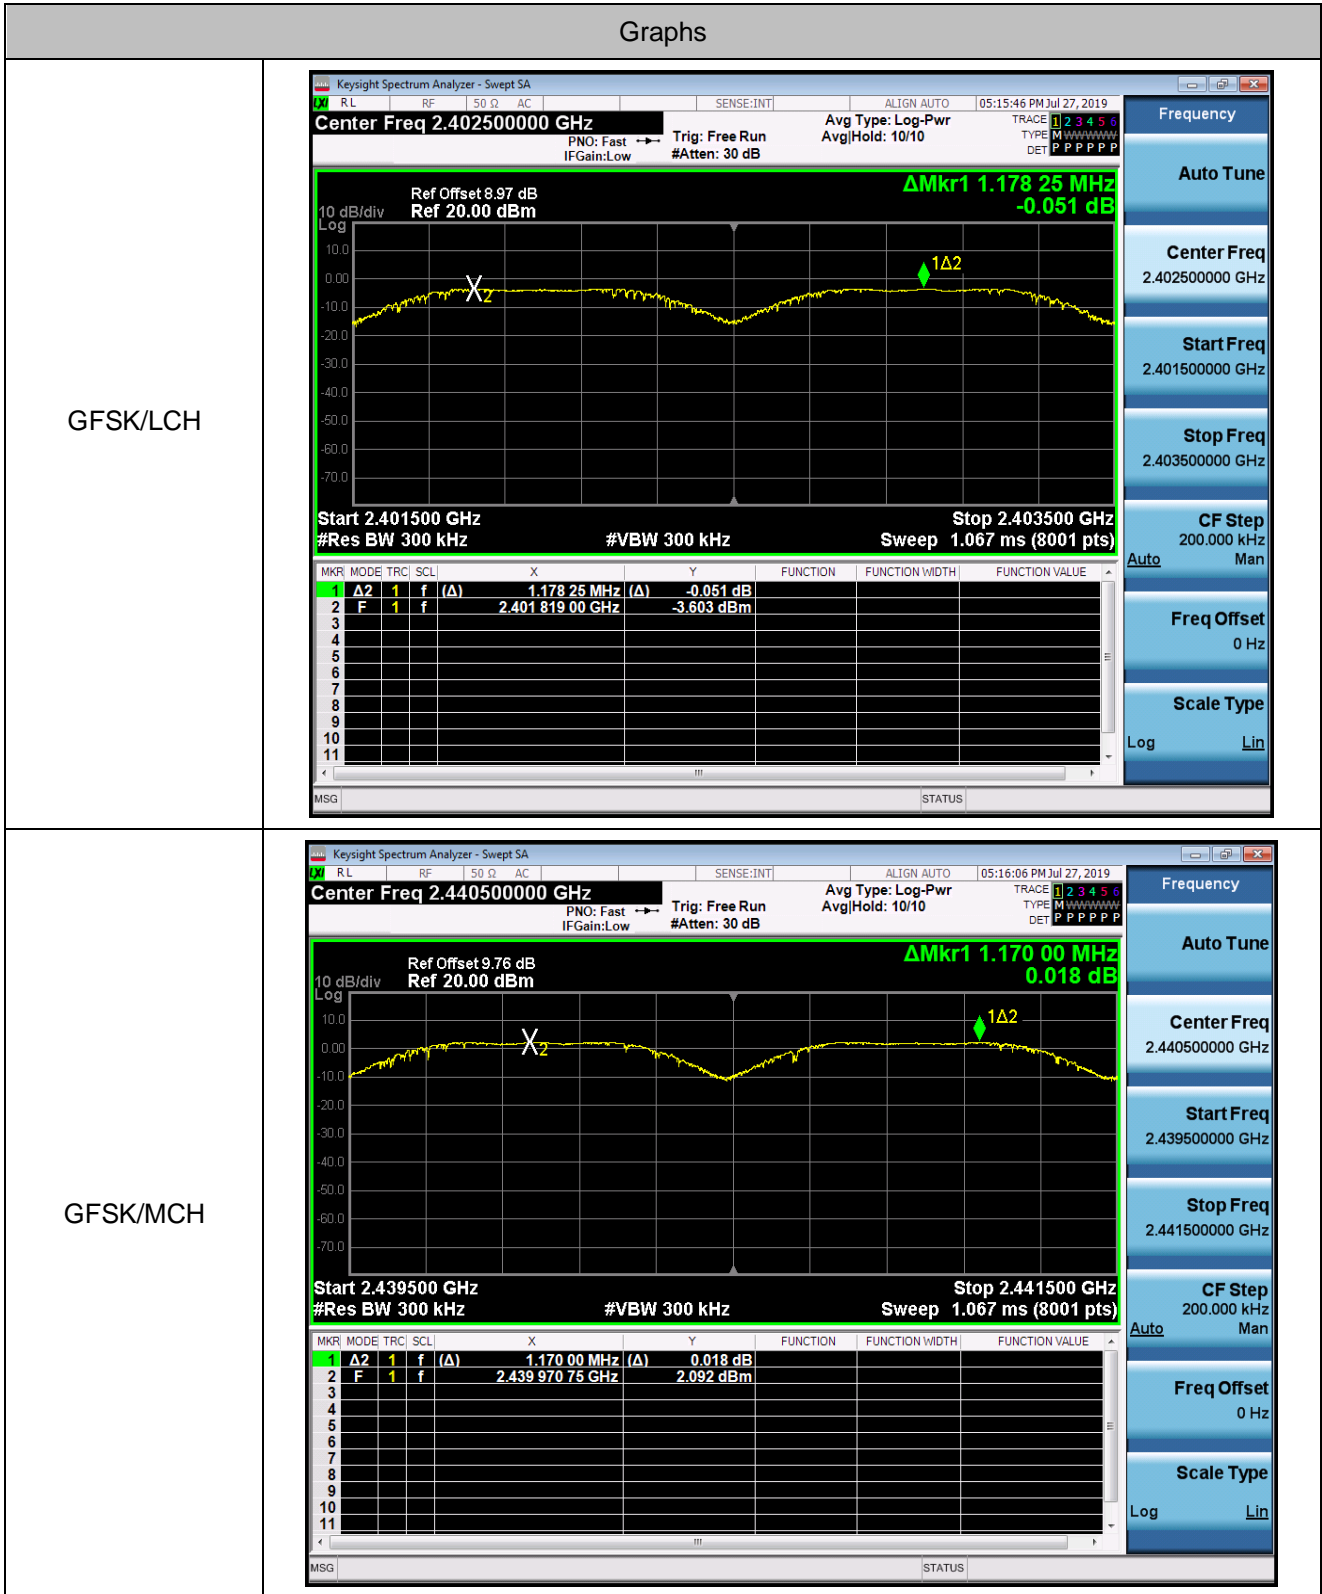 Graphs
GFSK/LCH
Keysight Spectrum Analyzer - Swept SA
LXI RL RF 50 Ω AC SENSE:INT ALIGN AUTO 05:15:46 PM Jul 27, 2019
Center Freq 2.402500000 GHz
PNO: Fast
IFGain:Low
Trig: Free Run
#Atten: 30 dB
Avg Type: Log-Pwr
Avg|Hold: 10/10
TRACE 1 2 3 4 5 6
TYPE M WWWWW
DET P P P P P P
ΔMkr1 1.178 25 MHz
-0.051 dB
Ref Offset 8.97 dB
10 dB/div Ref 20.00 dBm
Log
10.0
0.00
-10.0
-20.0
-30.0
-40.0
-50.0
-60.0
-70.0
1Δ2
X2
Start 2.401500 GHz Stop 2.403500 GHz
#Res BW 300 kHz #VBW 300 kHz Sweep 1.067 ms (8001 pts)
MKR MODE TRC SCL X Y FUNCTION FUNCTION WIDTH FUNCTION VALUE
1 Δ2 1 f (Δ) 1.178 25 MHz (Δ) -0.051 dB
2 F 1 f 2.401 819 00 GHz -3.603 dBm
3
4
5
6
7
8
9
10
11
MSG STATUS
Frequency
Auto Tune
Center Freq
2.402500000 GHz
Start Freq
2.401500000 GHz
Stop Freq
2.403500000 GHz
CF Step
200.000 kHz
Auto Man
Freq Offset
0 Hz
Scale Type
Log Lin
GFSK/MCH
Keysight Spectrum Analyzer - Swept SA
LXI RL RF 50 Ω AC SENSE:INT ALIGN AUTO 05:16:06 PM Jul 27, 2019
Center Freq 2.440500000 GHz
PNO: Fast
IFGain:Low
Trig: Free Run
#Atten: 30 dB
Avg Type: Log-Pwr
Avg|Hold: 10/10
TRACE 1 2 3 4 5 6
TYPE M WWWWW
DET P P P P P P
ΔMkr1 1.170 00 MHz
0.018 dB
Ref Offset 9.76 dB
10 dB/div Ref 20.00 dBm
Log
10.0
0.00
-10.0
-20.0
-30.0
-40.0
-50.0
-60.0
-70.0
1Δ2
X2
Start 2.439500 GHz Stop 2.441500 GHz
#Res BW 300 kHz #VBW 300 kHz Sweep 1.067 ms (8001 pts)
MKR MODE TRC SCL X Y FUNCTION FUNCTION WIDTH FUNCTION VALUE
1 Δ2 1 f (Δ) 1.170 00 MHz (Δ) 0.018 dB
2 F 1 f 2.439 970 75 GHz 2.092 dBm
3
4
5
6
7
8
9
10
11
MSG STATUS
Frequency
Auto Tune
Center Freq
2.440500000 GHz
Start Freq
2.439500000 GHz
Stop Freq
2.441500000 GHz
CF Step
200.000 kHz
Auto Man
Freq Offset
0 Hz
Scale Type
Log Lin